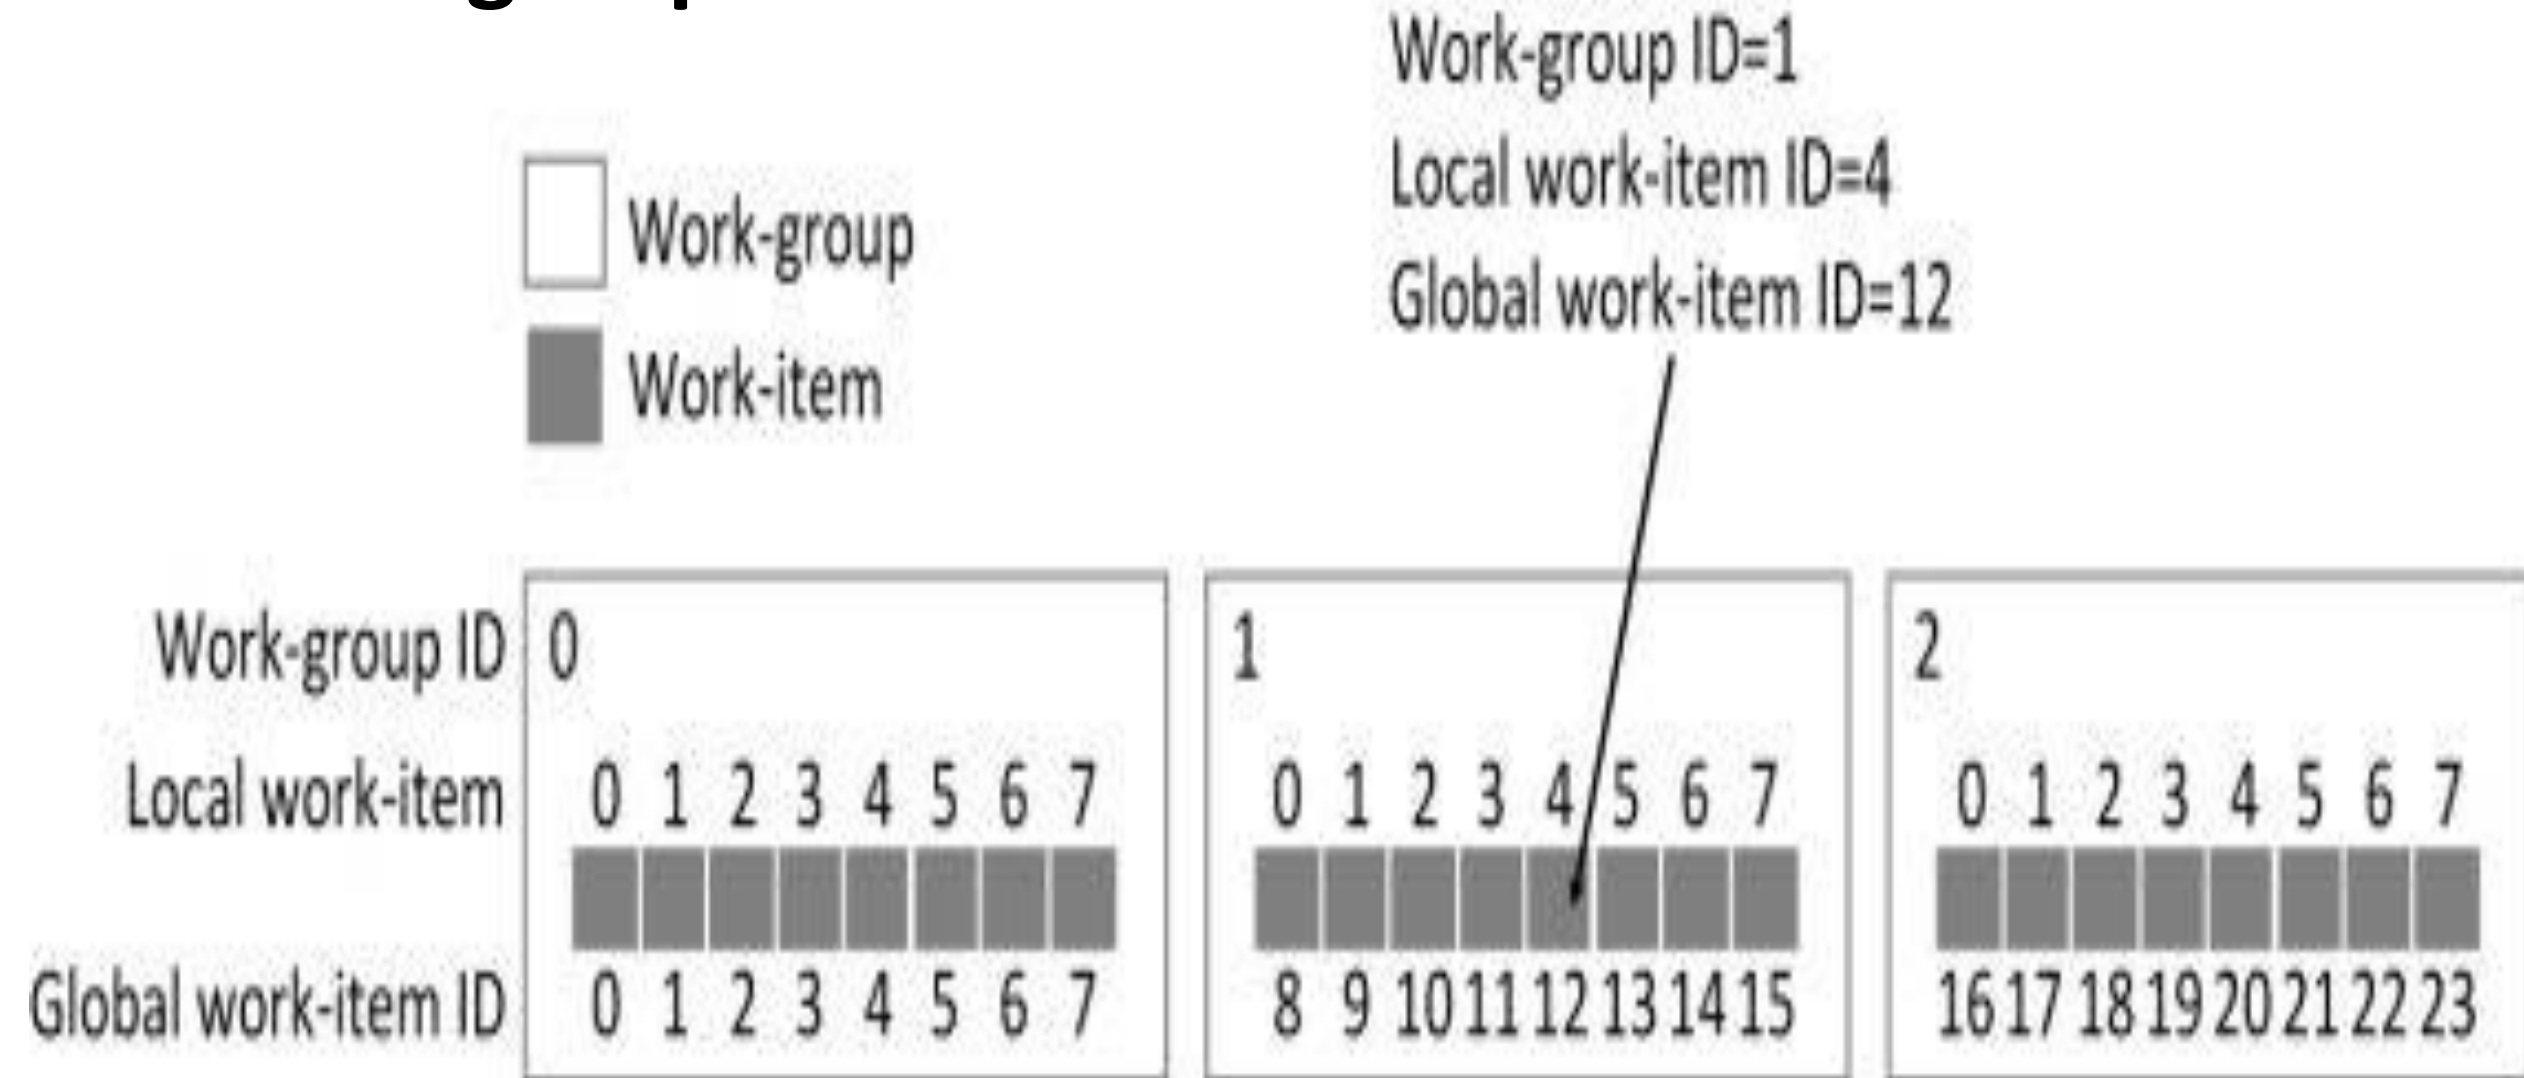 Work-group ID=1
Local work-item ID=4
Global work-item ID=12
Work-group
Work-item
Work-group ID 0 1 2
Local work-item 0 1 2 3 4 5 6 7 0 1 2 3 4 5 6 7 0 1 2 3 4 5 6 7
Global work-item ID 0 1 2 3 4 5 6 7 8 9 10 11 12 13 14 15 16 17 18 19 20 21 22 23